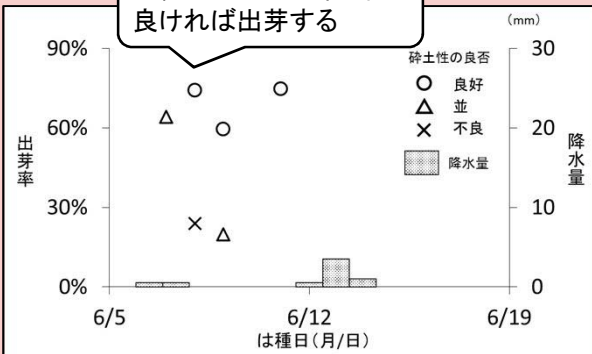 良ければ出芽する
(mm)
90%
60%
30%
0%
出芽率
砕土性の良否
○ 良好
△ 並
× 不良
降水量
30
20
10
0
降水量
6/5
6/12
6/19
は種日(月/日)